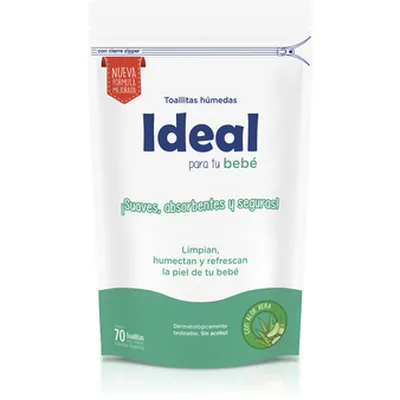 con cierre zipper
NUEVA
FÓRMULA
MEJORADA
Toallitas húmedas
Ideal
para tu bebé
¡Suaves, absorbentes y seguras!
Limpian,
humectan y refrescan
la piel de tu bebé
CON ALOE VERA
70 Toallitas
Dermatológicamente
testeadas. Sin alcohol